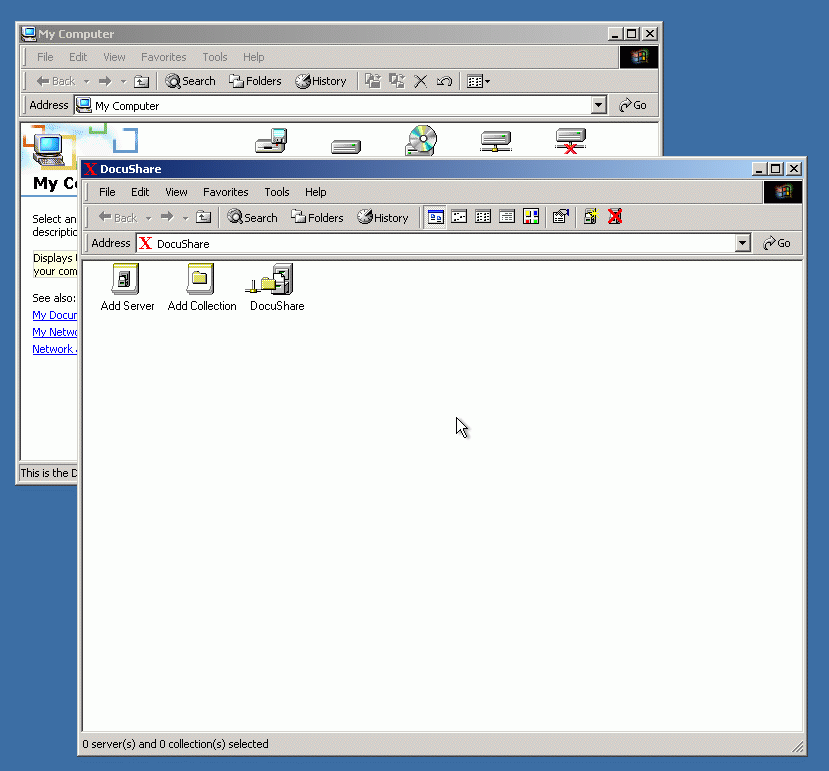 My Computer
File Edit View Favorites Tools Help
Back Search Folders History
Address My Computer Go
My C
Select an
descriptic
Displays
your com
See also:
My Docur
My Netwo
Network
This is the D
X DocuShare
File Edit View Favorites Tools Help
Back Search Folders History
Address X DocuShare Go
Add Server Add Collection DocuShare
0 server(s) and 0 collection(s) selected